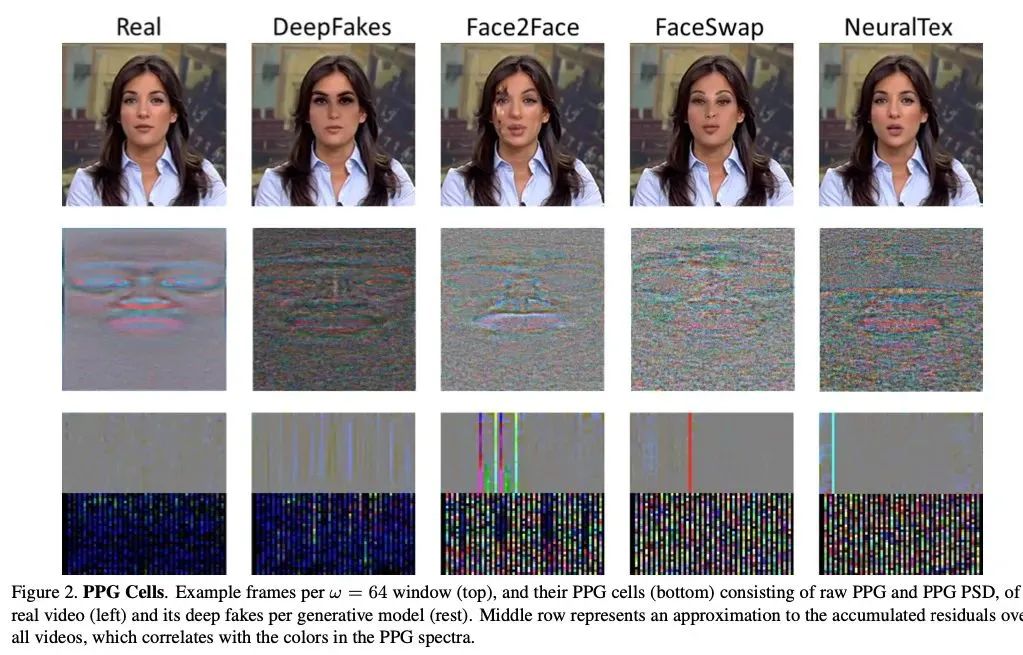 Real DeepFakes Face2Face FaceSwap NeuralTex
Figure 2. PPG Cells. Example frames per ω = 64 window (top), and their PPG cells (bottom) consisting of raw PPG and PPG PSD, of
real video (left) and its deep fakes per generative model (rest). Middle row represents an approximation to the accumulated residuals ove
all videos, which correlates with the colors in the PPG spectra.